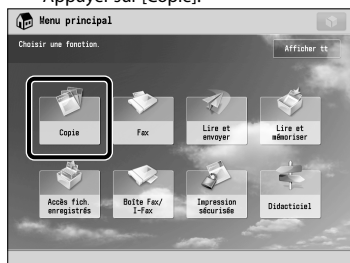 Appuyer sur [Copie].
Menu principal
Choisir une fonction.
Afficher tt
Copie
Fax
Lire et
envoyer
Lire et
mémoriser
Accès fich.
enregistrés
Boîte Fax/
I-Fax
Impression
sécurisée
Didacticiel